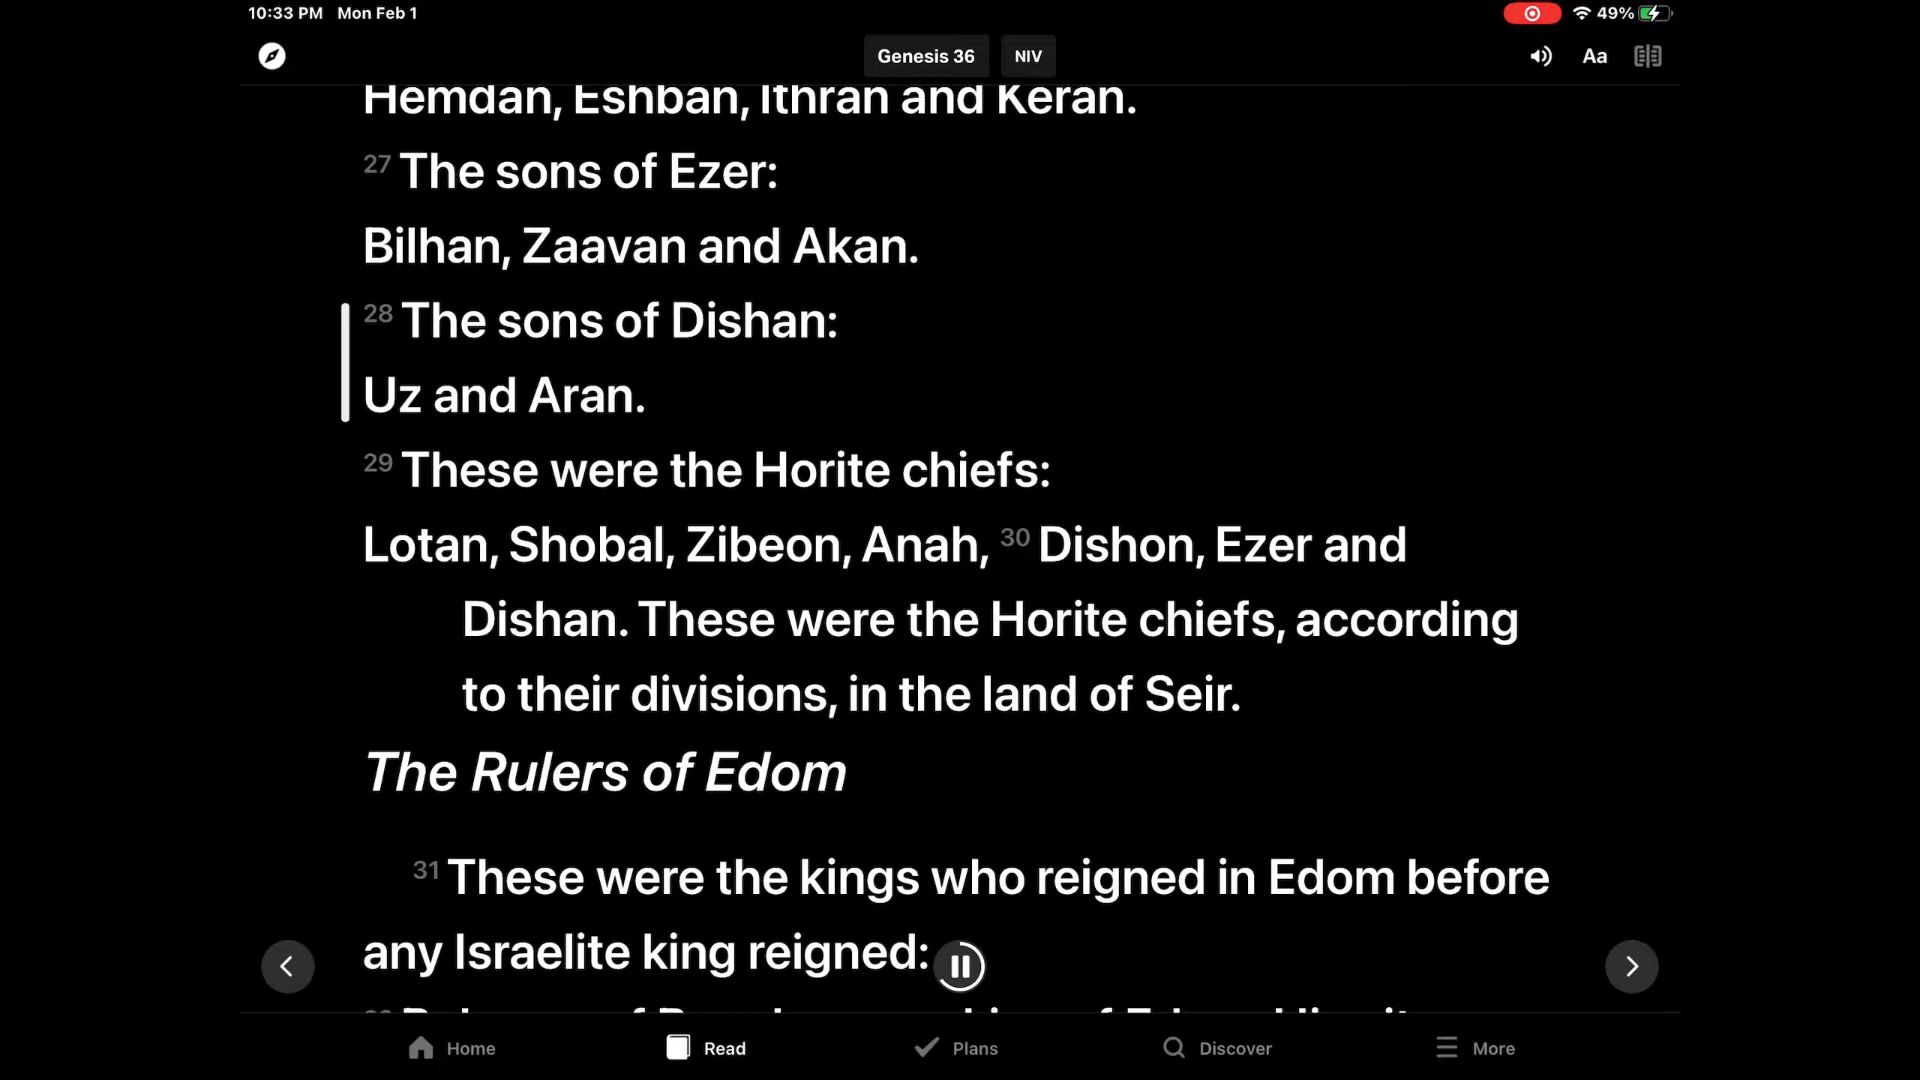 10:33 PM Mon Feb 1
49%
Genesis 36 NIV
Aa
Hemdan, Eshban, Ithran and Keran.
27 The sons of Ezer:
Bilhan, Zaavan and Akan.
28 The sons of Dishan:
Uz and Aran.
29 These were the Horite chiefs:
Lotan, Shobal, Zibeon, Anah, 30 Dishon, Ezer and
Dishan. These were the Horite chiefs, according
to their divisions, in the land of Seir.
The Rulers of Edom
31 These were the kings who reigned in Edom before
any Israelite king reigned:
Home Read Plans Discover More